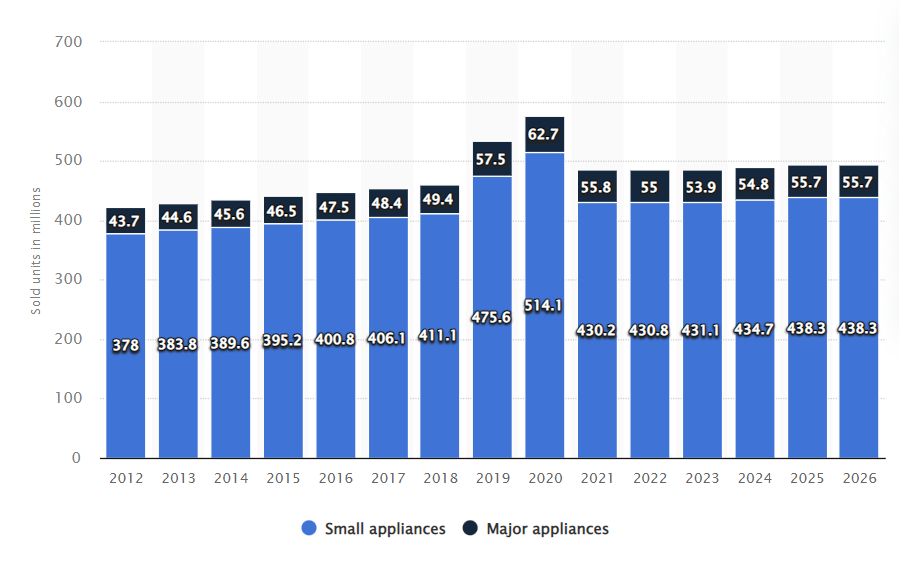 700
600
500
400
300
200
100
0
Sold units in millions
43.7 44.6 45.6 46.5 47.5 48.4 49.4 57.5 62.7 55.8 55 53.9 54.8 55.7 55.7
378 383.8 389.6 395.2 400.8 406.1 411.1 475.6 514.1 430.2 430.8 431.1 434.7 438.3 438.3
2012 2013 2014 2015 2016 2017 2018 2019 2020 2021 2022 2023 2024 2025 2026
Small appliances Major appliances